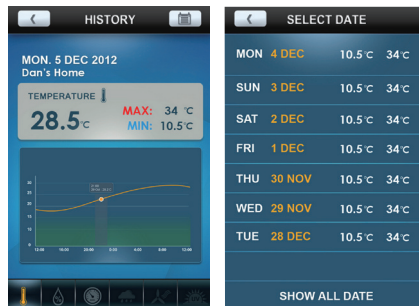 HISTORY
MON. 5 DEC 2012
Dan's Home
TEMPERATURE
28.5°C
MAX: 34 °C
MIN: 10.5°C
SELECT DATE
MON 4 DEC 10.5°C 34°C
SUN 3 DEC 10.5°C 34°C
SAT 2 DEC 10.5°C 34°C
FRI 1 DEC 10.5°C 34°C
THU 30 NOV 10.5°C 34°C
WED 29 NOV 10.5°C 34°C
TUE 28 DEC 10.5°C 34°C
SHOW ALL DATE